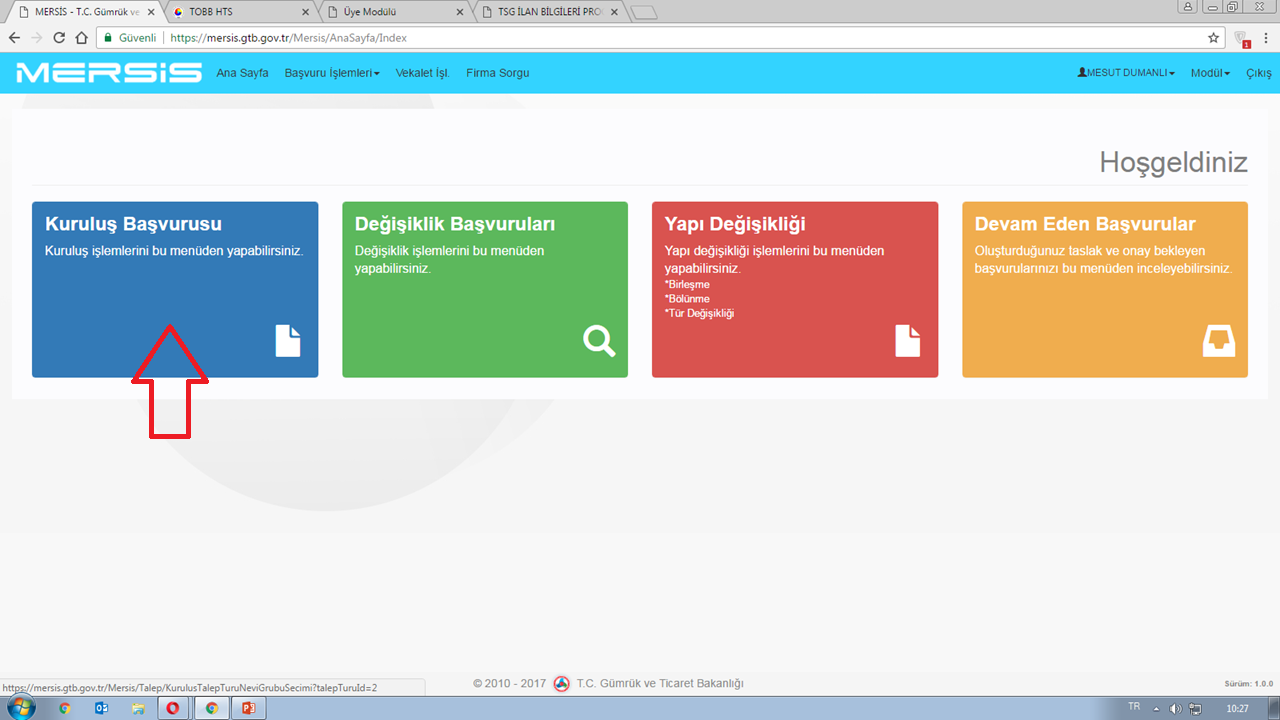 MERSİS - T.C. Gümrük ve
TOBB HTS
Üye Modülü
TSG İLAN BİLGİLERİ PRO
Güvenli
https://mersis.gtb.gov.tr/Mersis/AnaSayfa/Index
1
MERSIS
Ana Sayfa
Başvuru İşlemleri
Vekalet İşl.
Firma Sorgu
MESUT DUMANLI
Modül
Çıkış
Hoşgeldiniz
Kuruluş Başvurusu
Kuruluş işlemlerini bu menüden yapabilirsiniz.
Değişiklik Başvuruları
Değişiklik işlemlerini bu menüden
yapabilirsiniz.
Yapı Değişikliği
Yapı değişikliği işlemlerini bu menüden
yapabilirsiniz.
*Birleşme
*Bölünme
*Tür Değişikliği
Devam Eden Başvurular
Oluşturduğunuz taslak ve onay bekleyen
başvurularınızı bu menüden inceleyebilirsiniz.
© 2010 - 2017
T.C. Gümrük ve Ticaret Bakanlığı
Sürüm: 1.0.0
https://mersis.gtb.gov.tr/Mersis/Talep/KurulusTalepTuruNeviGrubuSecimi?talepTuruId=2
TR
10:27